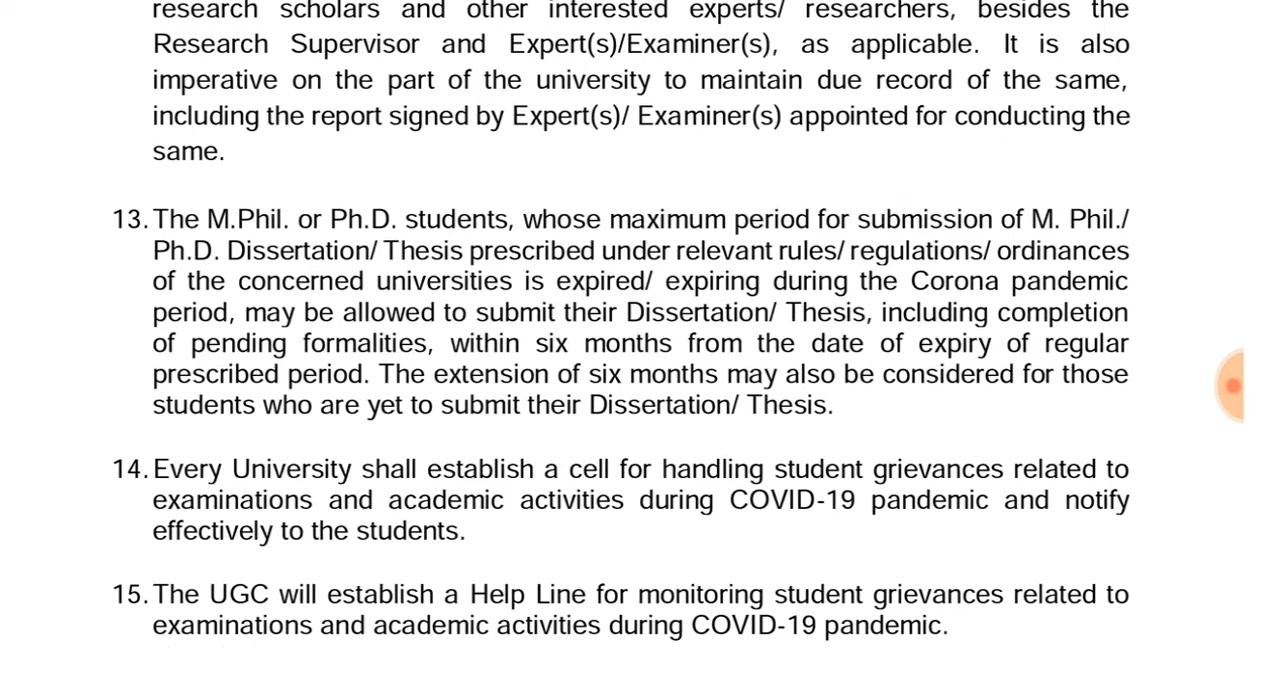 research scholars and other interested experts/ researchers, besides the
Research Supervisor and Expert(s)/Examiner(s), as applicable. It is also
imperative on the part of the university to maintain due record of the same,
including the report signed by Expert(s)/ Examiner(s) appointed for conducting the
same.
13. The M.Phil. or Ph.D. students, whose maximum period for submission of M. Phil./
Ph.D. Dissertation/ Thesis prescribed under relevant rules/ regulations/ ordinances
of the concerned universities is expired/ expiring during the Corona pandemic
period, may be allowed to submit their Dissertation/ Thesis, including completion
of pending formalities, within six months from the date of expiry of regular
prescribed period. The extension of six months may also be considered for those
students who are yet to submit their Dissertation/ Thesis.
14. Every University shall establish a cell for handling student grievances related to
examinations and academic activities during COVID-19 pandemic and notify
effectively to the students.
15. The UGC will establish a Help Line for monitoring student grievances related to
examinations and academic activities during COVID-19 pandemic.